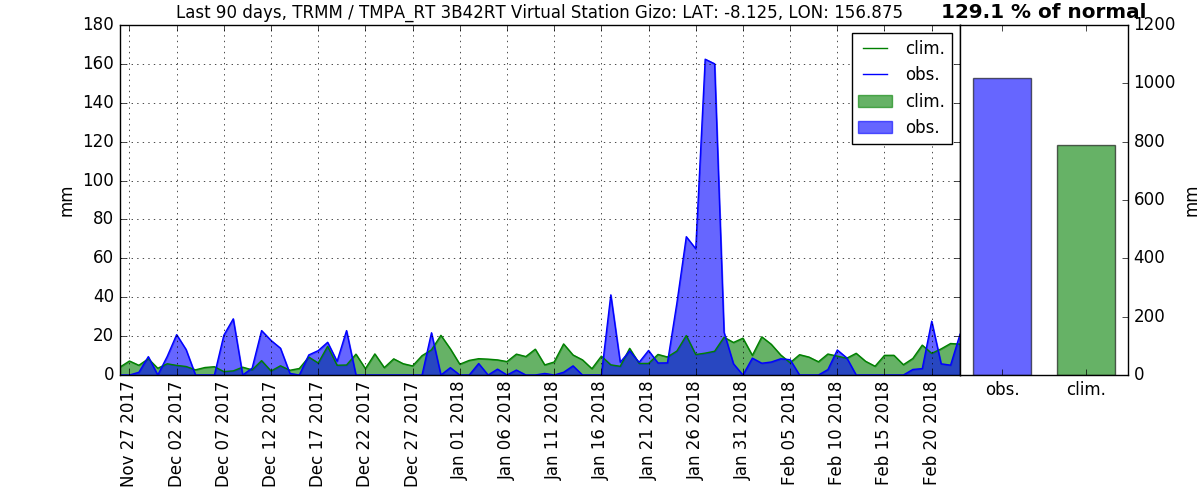 Last 90 days, TRMM / TMPA_RT 3B42RT Virtual Station Gizo: LAT: -8.125, LON: 156.875
129.1 % of normal
180
160
140
120
100
80
60
40
20
0
mm
clim.
obs.
clim.
obs.
Nov 27 2017
Dec 02 2017
Dec 07 2017
Dec 12 2017
Dec 17 2017
Dec 22 2017
Dec 27 2017
Jan 01 2018
Jan 06 2018
Jan 11 2018
Jan 16 2018
Jan 21 2018
Jan 26 2018
Jan 31 2018
Feb 05 2018
Feb 10 2018
Feb 15 2018
Feb 20 2018
1200
1000
800
600
400
200
0
mm
obs.
clim.